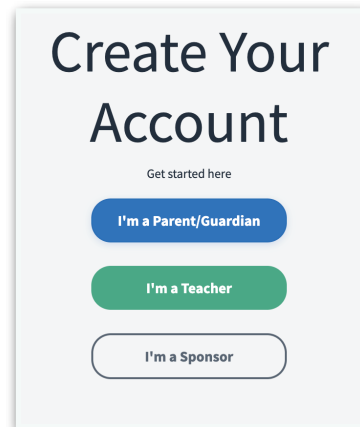 Create Your
Account
Get started here
I'm a Parent/Guardian
I'm a Teacher
I'm a Sponsor